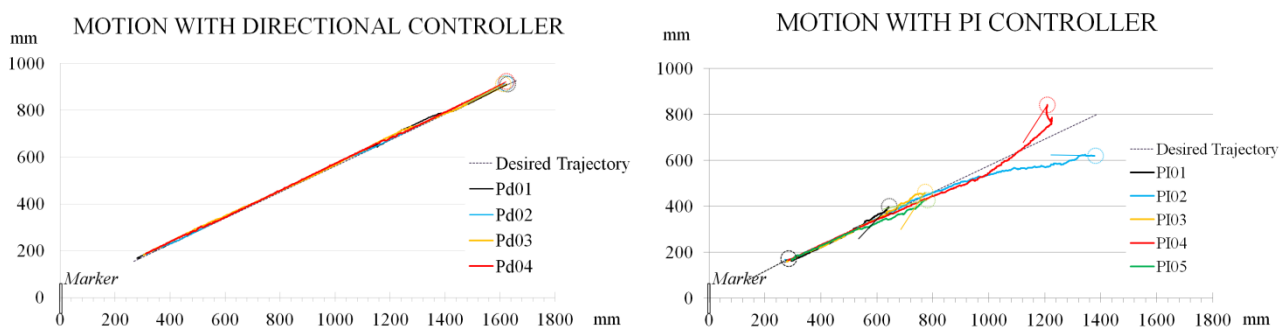 MOTION WITH DIRECTIONAL CONTROLLER
mm
1000
800
600
400
200
0
Marker
0 200 400 600 800 1000 1200 1400 1600 1800 mm
Desired Trajectory
Pd01
Pd02
Pd03
Pd04
MOTION WITH PI CONTROLLER
mm
1000
800
600
400
200
0
Marker
0 200 400 600 800 1000 1200 1400 1600 1800 mm
Desired Trajectory
PI01
PI02
PI03
PI04
PI05